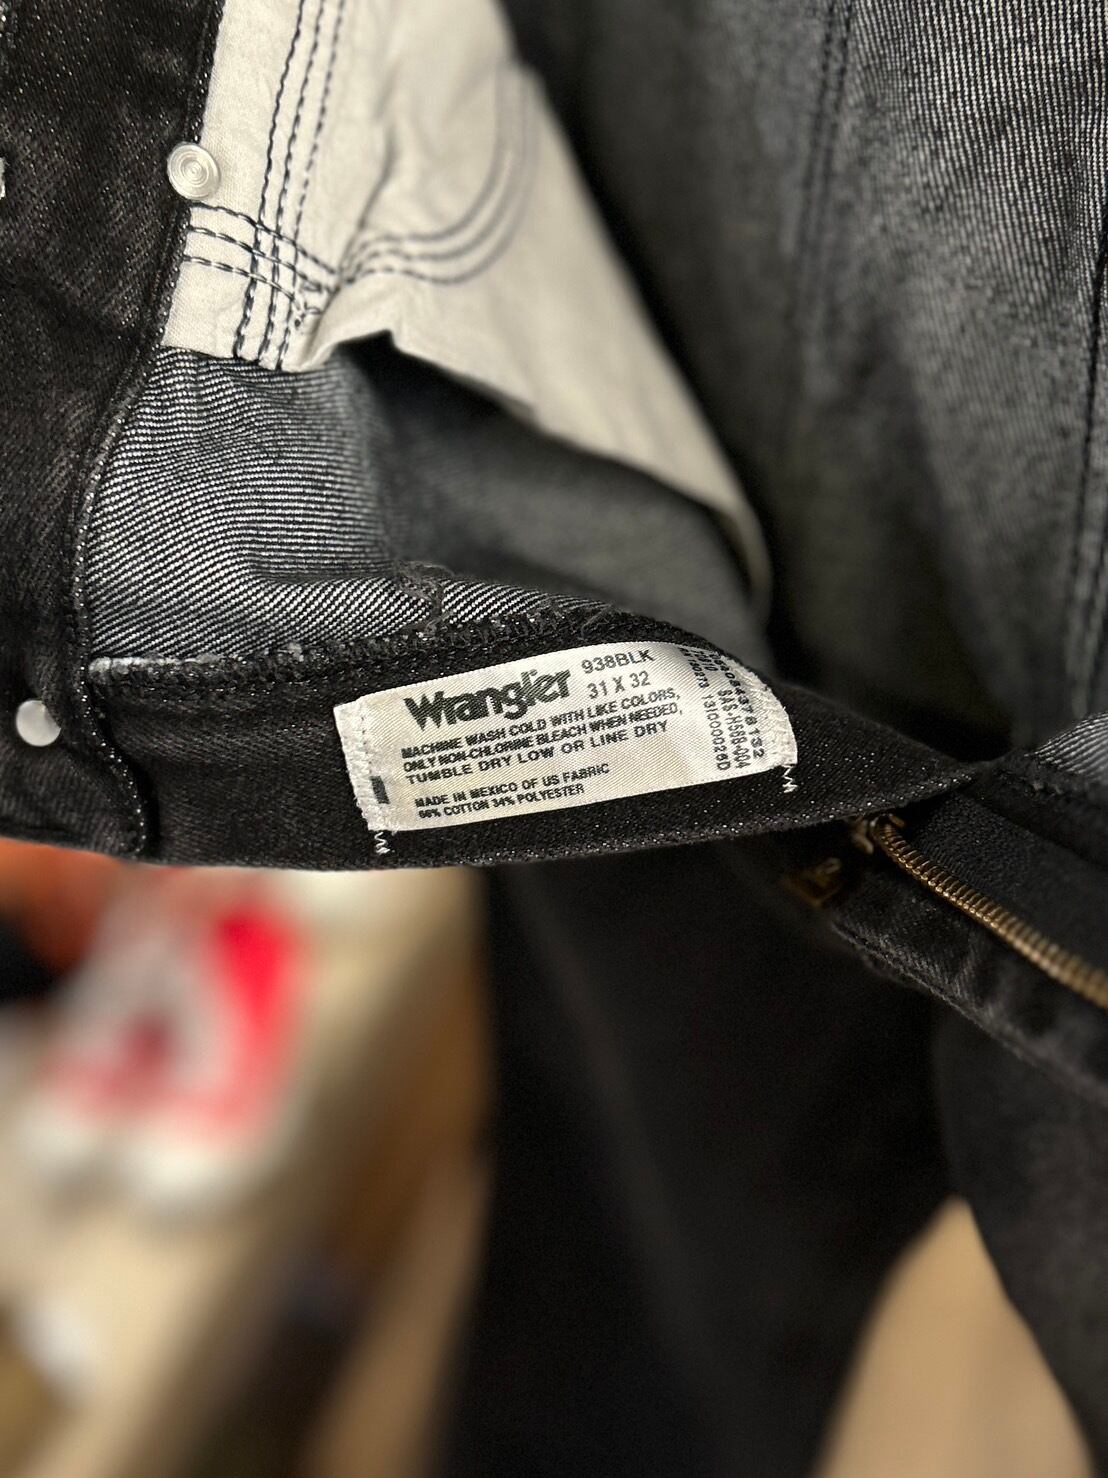 Wrangler 938BLK
31 X 32
MACHINE WASH COLD WITH LIKE COLORS,
ONLY NON-CHLORINE BLEACH WHEN NEEDED,
TUMBLE DRY LOW OR LINE DRY
MADE IN MEXICO OF US FABRIC
66% COTTON 34% POLYESTER